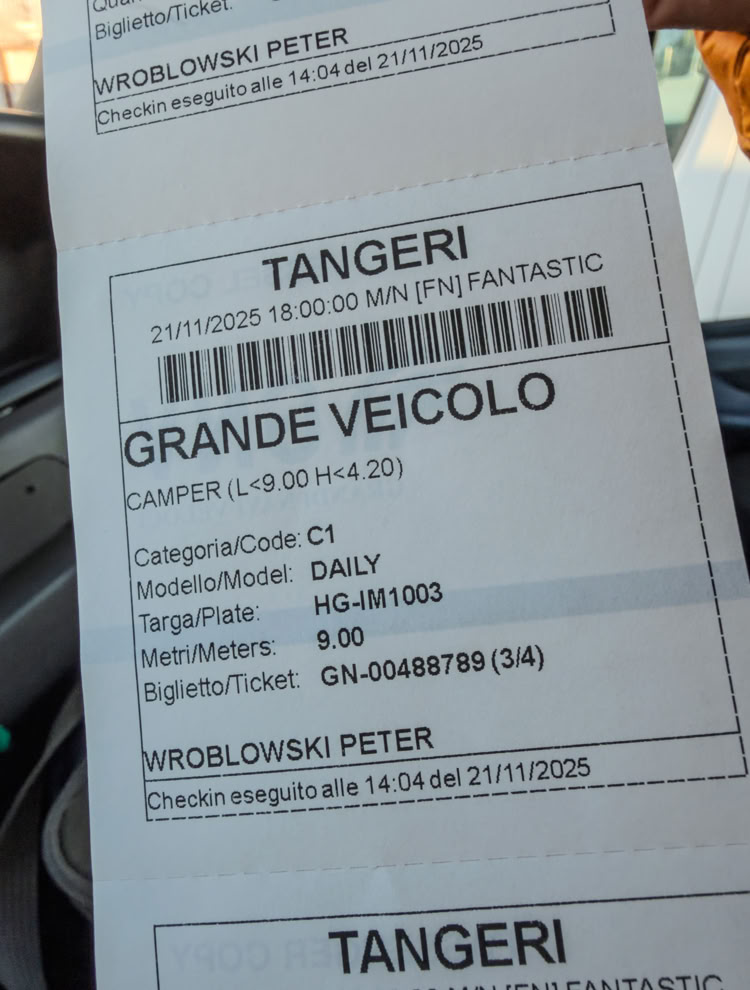 Biglietto/Ticket:
WROBLOWSKI PETER
Checkin eseguito alle 14:04 del 21/11/2025
TANGERI
21/11/2025 18:00:00 M/N [FN] FANTASTIC
GRANDE VEICOLO
CAMPER (L<9.00 H<4.20)
Categoria/Code: C1
Modello/Model: DAILY
Targa/Plate: HG-IM1003
Metri/Meters: 9.00
Biglietto/Ticket: GN-00488789 (3/4)
WROBLOWSKI PETER
Checkin eseguito alle 14:04 del 21/11/2025
TANGERI
M/N [FN] FANTASTIC